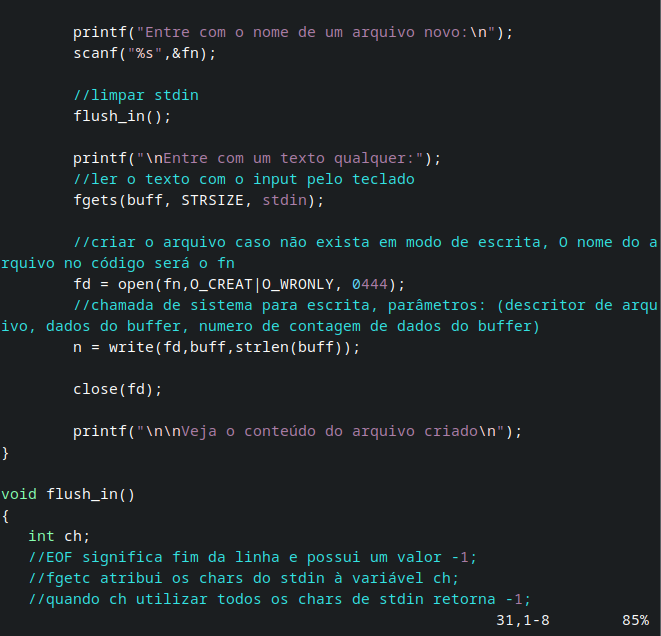 printf("Entre com o nome de um arquivo novo:\n");
scanf("%s",&fn);
//limpar stdin
flush_in();
printf("\nEntre com um texto qualquer:");
//ler o texto com o input pelo teclado
fgets(buff, STRSIZE, stdin);
//criar o arquivo caso não exista em modo de escrita, O nome do a
rquivo no código será o fn
fd = open(fn,O_CREAT|O_WRONLY, 0444);
//chamada de sistema para escrita, parâmetros: (descritor de arqu
ivo, dados do buffer, numero de contagem de dados do buffer)
n = write(fd,buff,strlen(buff));
close(fd);
printf("\n\nVeja o conteúdo do arquivo criado\n");
}
void flush_in()
{
int ch;
//EOF significa fim da linha e possui um valor -1;
//fgetc atribui os chars do stdin à variável ch;
//quando ch utilizar todos os chars de stdin retorna -1;
31,1-8 85%